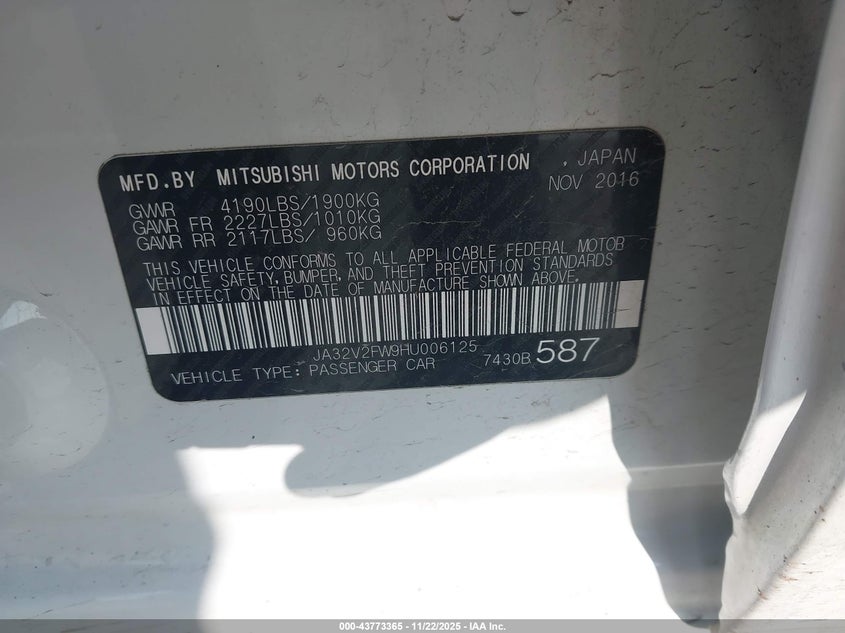 MFD.BY MITSUBISHI MOTORS CORPORATION , JAPAN
NOV 2016
GVWR 4190LBS/1900KG
GAWR FR 2227LBS/1010KG
GAWR RR 2117LBS/ 960KG
THIS VEHICLE CONFORMS TO ALL APPLICABLE FEDERAL MOTOR
VEHICLE SAFETY, BUMPER, AND THEFT PREVENTION STANDARDS
IN EFFECT ON THE DATE OF MANUFACTURE SHOWN ABOVE.
JA32V2FW9HU006125
VEHICLE TYPE: PASSENGER CAR 7430B 587
000-43773365 - 11/22/2025 - IAA Inc.